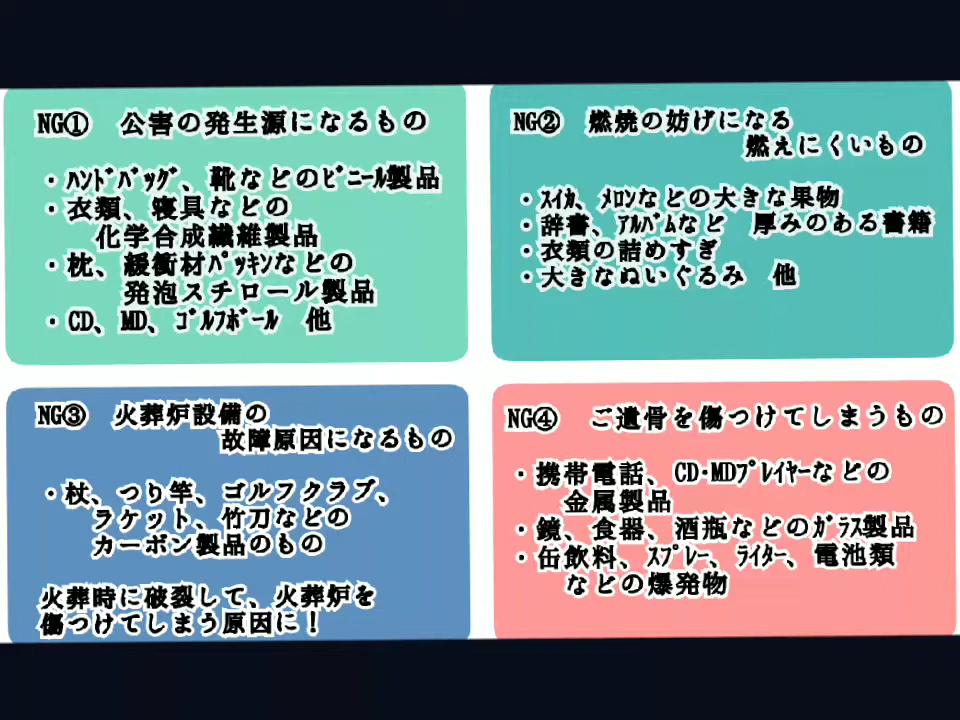 NG① 公害の発生源になるもの
・ﾊﾝﾄﾞﾊﾞｯｸﾞ、靴などのﾋﾞﾆｰﾙ製品
・衣類、寝具などの
化学合成繊維製品
・枕、緩衝材ﾊﾟｯｷﾝなどの
発泡スチロール製品
・CD、MD、ｺﾞﾙﾌﾎﾞｰﾙ 他
NG② 燃焼の妨げになる
燃えにくいもの
・ｽｲｶ、ﾒﾛﾝなどの大きな果物
・辞書、ｱﾙﾊﾞﾑなど 厚みのある書籍
・衣類の詰めすぎ
・大きなぬいぐるみ 他
NG③ 火葬炉設備の
故障原因になるもの
・杖、つり竿、ゴルフクラブ、
ラケット、竹刀などの
カーボン製品のもの
火葬時に破裂して、火葬炉を
傷つけてしまう原因に！
NG④ ご遺骨を傷つけてしまうもの
・携帯電話、CD･MDﾌﾟﾚｲﾔｰなどの
金属製品
・鏡、食器、酒瓶などのｶﾞﾗｽ製品
・缶飲料、ｽﾌﾟﾚｰ、ﾗｲﾀｰ、電池類
などの爆発物